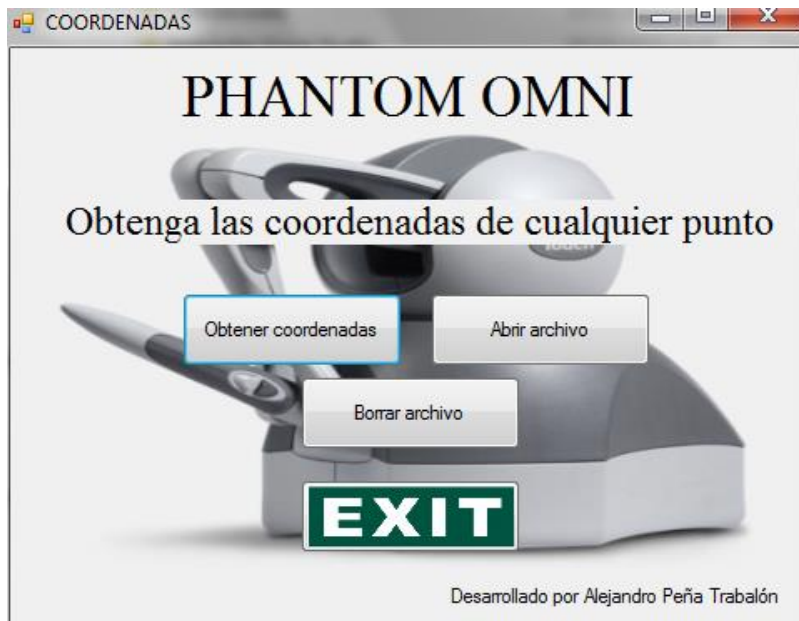 COORDENADAS
PHANTOM OMNI
Obtenga las coordenadas de cualquier punto
Touch
Obtener coordenadas
Abrir archivo
Borrar archivo
EXIT
Desarrollado por Alejandro Peña Trabalón